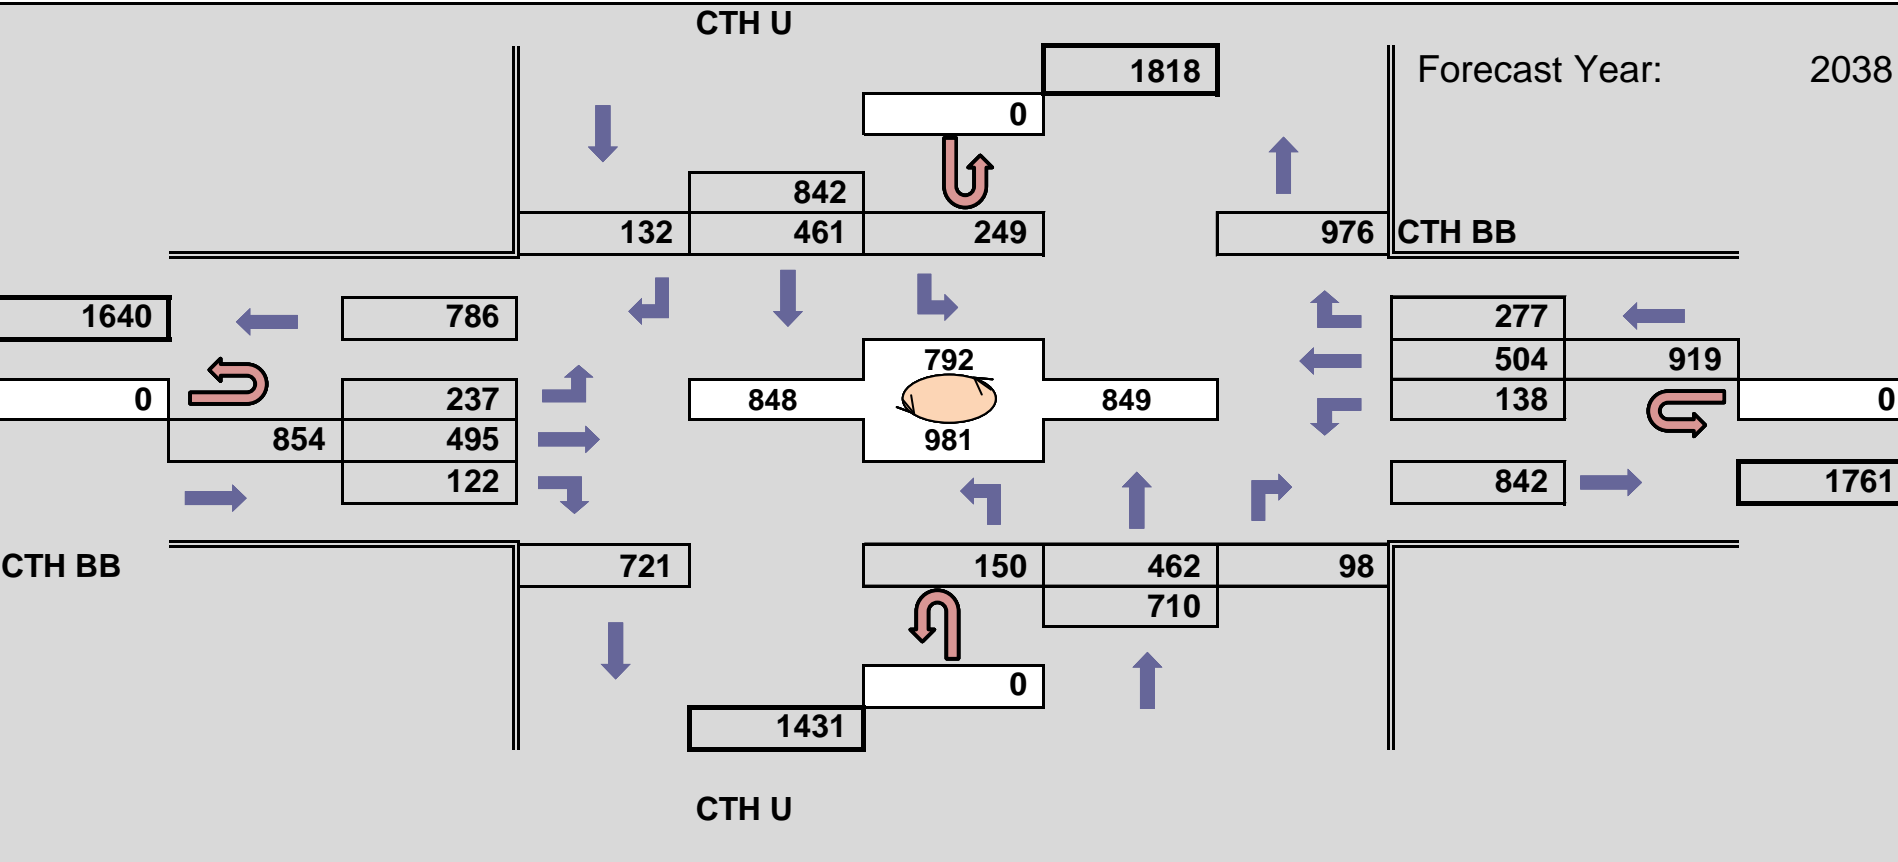 CTH U
1818
Forecast Year: 2038
0
842
132 461 249 976 CTH BB
1640 786 277
792 504 919
0 237 848 849 138 0
854 495 981
122 842 1761
CTH BB 721 150 462 98
710
0
1431
CTH U